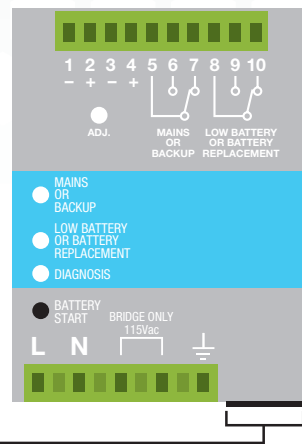 1 2 3 4 5 6 7 8 9 10
− + − +
ADJ.
MAINS
OR
BACKUP
LOW BATTERY
OR BATTERY
REPLACEMENT
MAINS
OR
BACKUP
LOW BATTERY
OR BATTERY
REPLACEMENT
DIAGNOSIS
BATTERY
START
BRIDGE ONLY
115Vac
L N